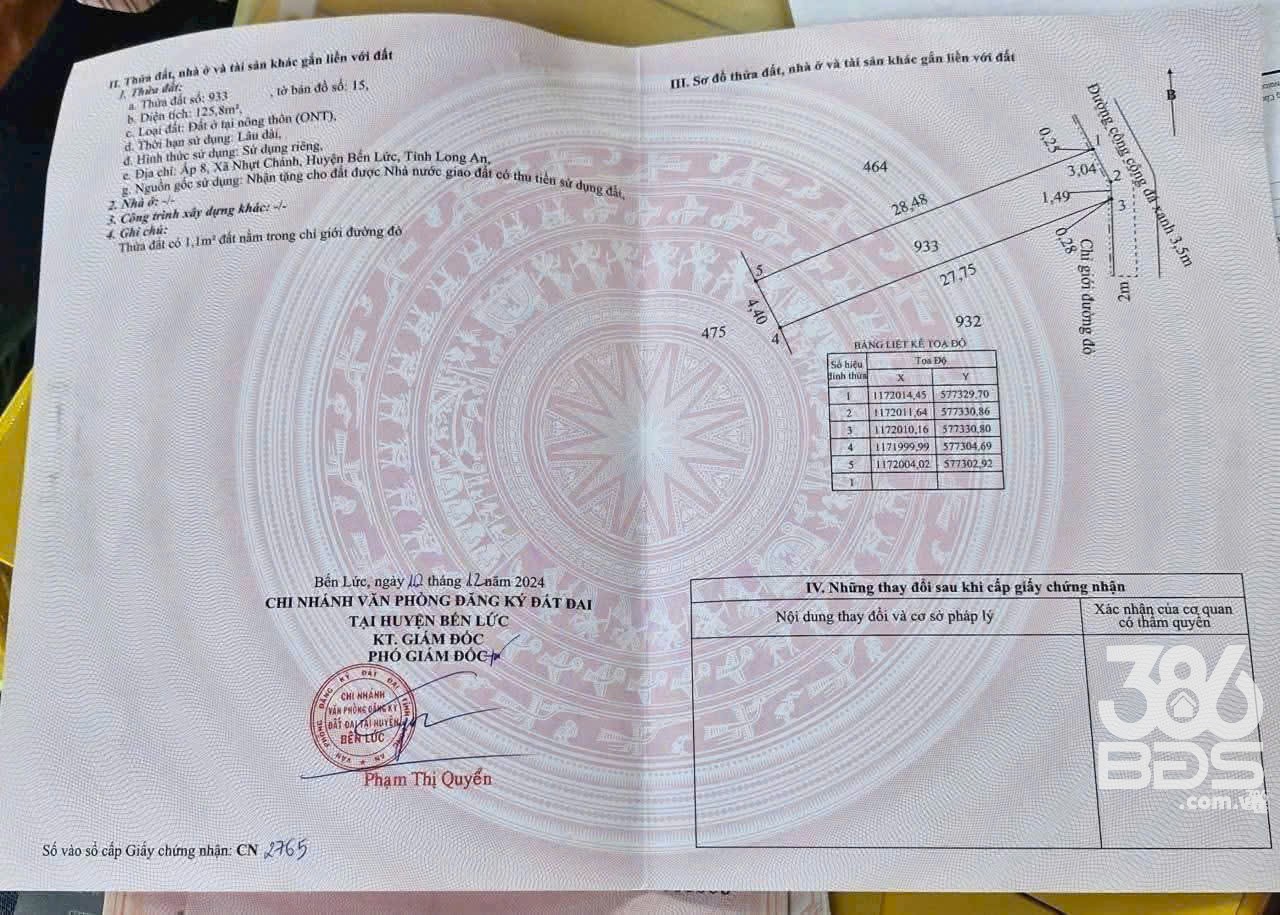 II. Thửa đất, nhà ở và tài sản khác gắn liền với đất
1. Thửa đất:
a. Thửa đất số: 933 , tờ bản đồ số: 15,
b. Diện tích: 125,8m²,
c. Loại đất: Đất ở tại nông thôn (ONT),
d. Thời hạn sử dụng: Lâu dài,
đ. Hình thức sử dụng: Sử dụng riêng,
e. Địa chỉ: Ấp 8, Xã Nhựt Chánh, Huyện Bến Lức, Tỉnh Long An,
g. Nguồn gốc sử dụng: Nhận tặng cho đất được Nhà nước giao đất có thu tiền sử dụng đất,
2. Nhà ở: -/-
3. Công trình xây dựng khác: -/-
4. Ghi chú:
Thửa đất có 1,1m² đất nằm trong chỉ giới đường đỏ
Bến Lức, ngày 10 tháng 12 năm 2024
CHI NHÁNH VĂN PHÒNG ĐĂNG KÝ ĐẤT ĐAI
TẠI HUYỆN BẾN LỨC
KT. GIÁM ĐỐC
PHÓ GIÁM ĐỐC
CHI NHÁNH
VĂN PHÒNG ĐĂNG KÝ
ĐẤT ĐAI TẠI HUYỆN
BẾN LỨC
Phạm Thị Quyển
Số vào sổ cấp Giấy chứng nhận: CN 2765
III. Sơ đồ thửa đất, nhà ở và tài sản khác gắn liền với đất
B
Đường cộng cộng đá xanh 3,5m
0,25
1
464
3,04
2
28,48
1,49
3
933
0,28
Chỉ giới đường đỏ
5
27,75
2m
4,40
475
4
932
BẢNG LIỆT KÊ TỌA ĐỘ
Số hiệu đỉnh thửa Tọa Độ
X Y
1 1172014,45 577329,70
2 1172011,64 577330,86
3 1172010,16 577330,80
4 1171999,99 577304,69
5 1172004,02 577302,92
1
IV. Những thay đổi sau khi cấp giấy chứng nhận
Nội dung thay đổi và cơ sở pháp lý
Xác nhận của cơ quan
có thẩm quyền
386
BĐS
.com.vn